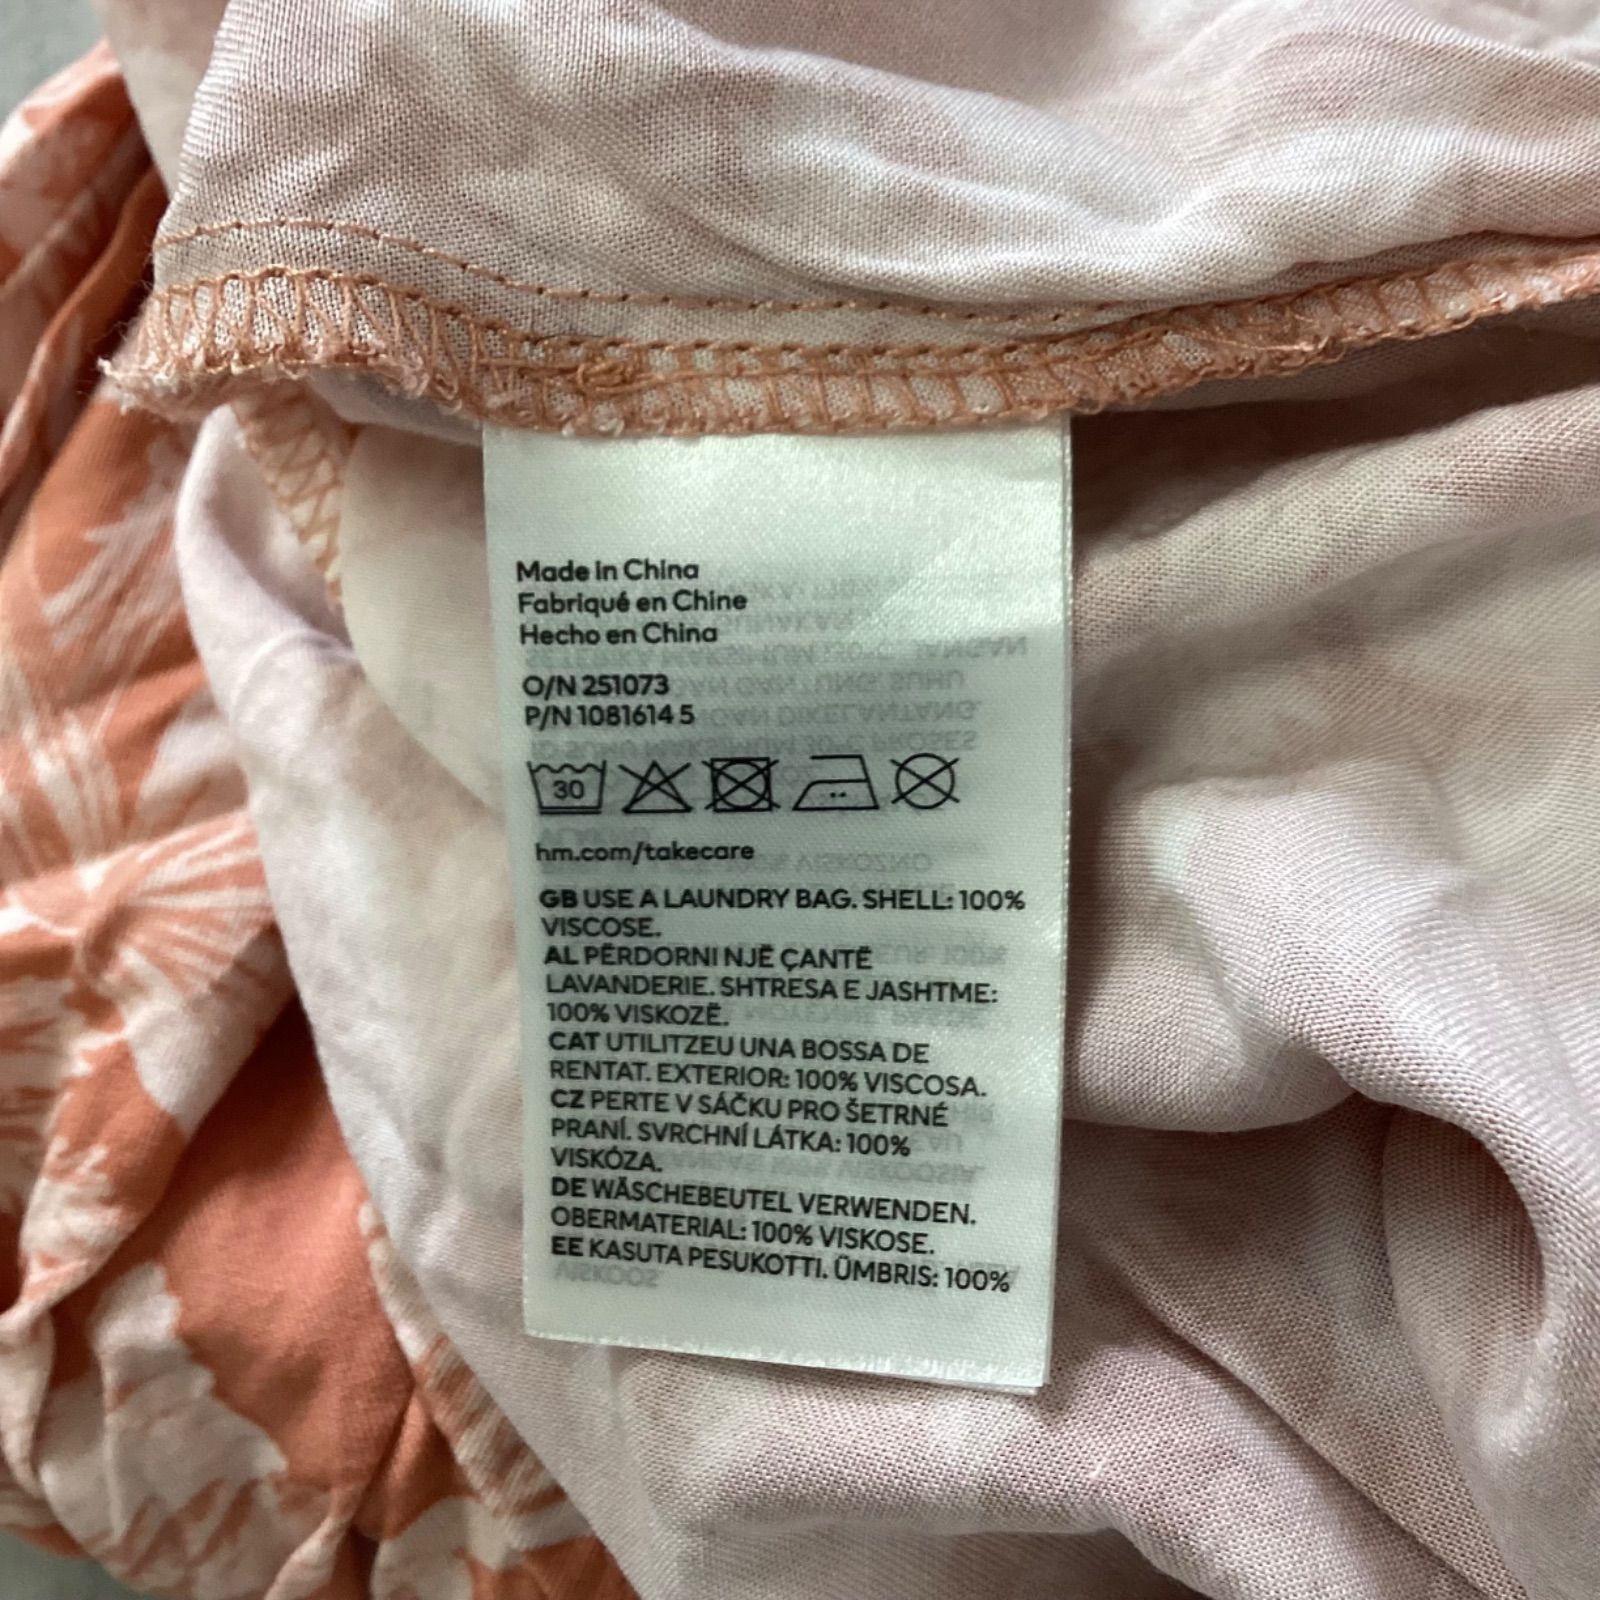 Made in China
Fabriqué en Chine
Hecho en China
O/N 251073
P/N 1081614 5
30
hm.com/takecare
GB USE A LAUNDRY BAG. SHELL: 100%
VISCOSE.
AL PËRDORNI NJË ÇANTË
LAVANDERIE. SHTRESA E JASHTME:
100% VISKOZË.
CAT UTILITZEU UNA BOSSA DE
RENTAT. EXTERIOR: 100% VISCOSA.
CZ PERTE V SÁČKU PRO ŠETRNÉ
PRANÍ. SVRCHNÍ LÁTKA: 100%
VISKÓZA.
DE WÄSCHEBEUTEL VERWENDEN.
OBERMATERIAL: 100% VISKOSE.
EE KASUTA PESUKOTTI. ÜMBRIS: 100%